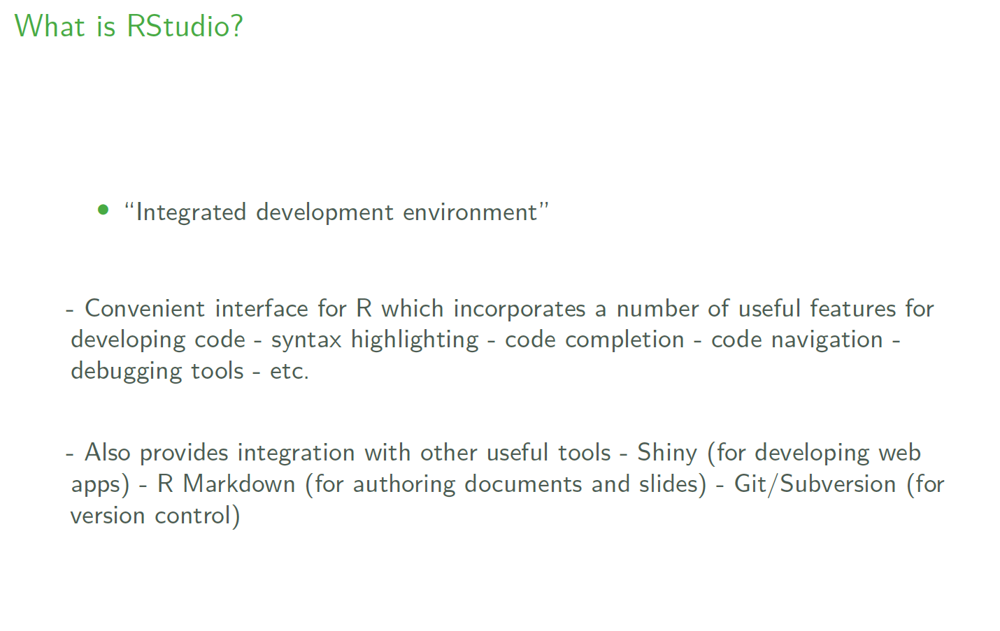 What is RStudio?
• “Integrated development environment”
- Convenient interface for R which incorporates a number of useful features for
developing code - syntax highlighting - code completion - code navigation -
debugging tools - etc.
- Also provides integration with other useful tools - Shiny (for developing web
apps) - R Markdown (for authoring documents and slides) - Git/Subversion (for
version control)